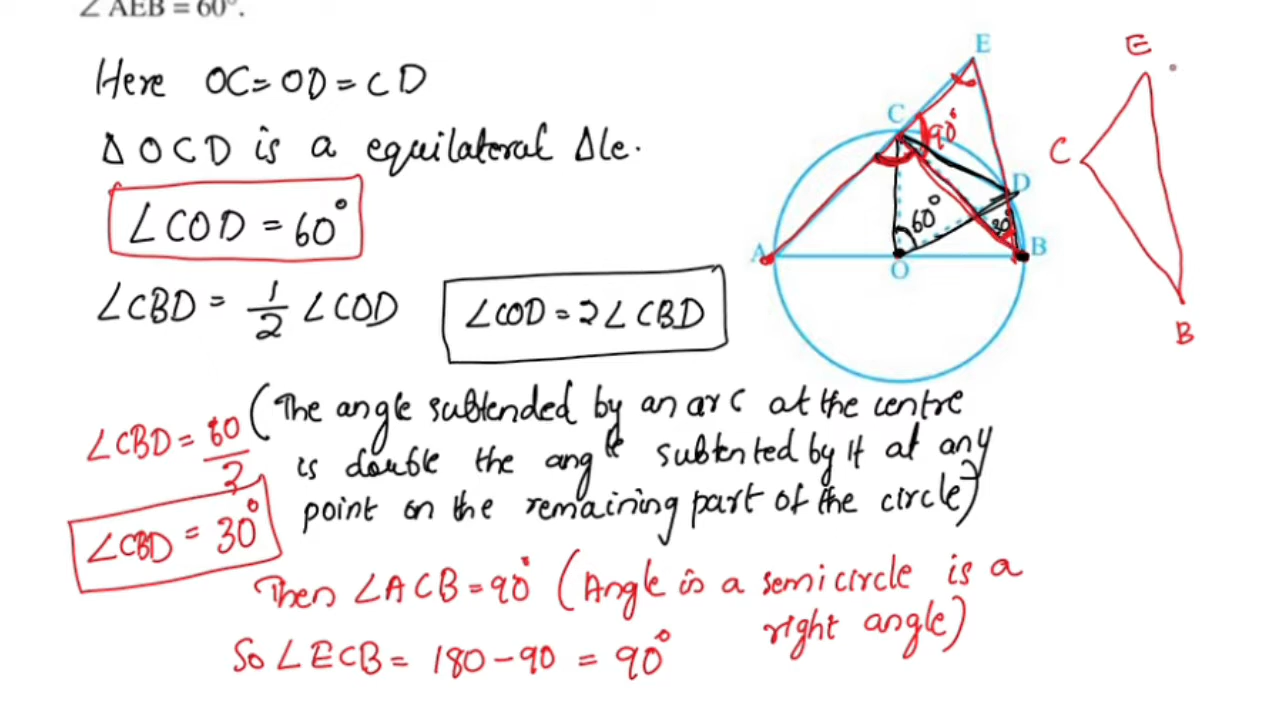 ∠AEB = 60°.
Here OC = OD = CD
Δ OCD is a equilateral Δle.
∠COD = 60°
∠CBD = 1/2 ∠COD
∠COD = 2∠CBD
(The angle subtended by an arc at the centre
is double the angle subtented by it at any
point on the remaining part of the circle)
∠CBD = 60/2
∠CBD = 30°
Then ∠ACB = 90° (Angle is a semicircle is a
right angle)
So ∠ECB = 180 - 90 = 90°
E
C
90°
D
60°
30°
A
O
B
E
C
B